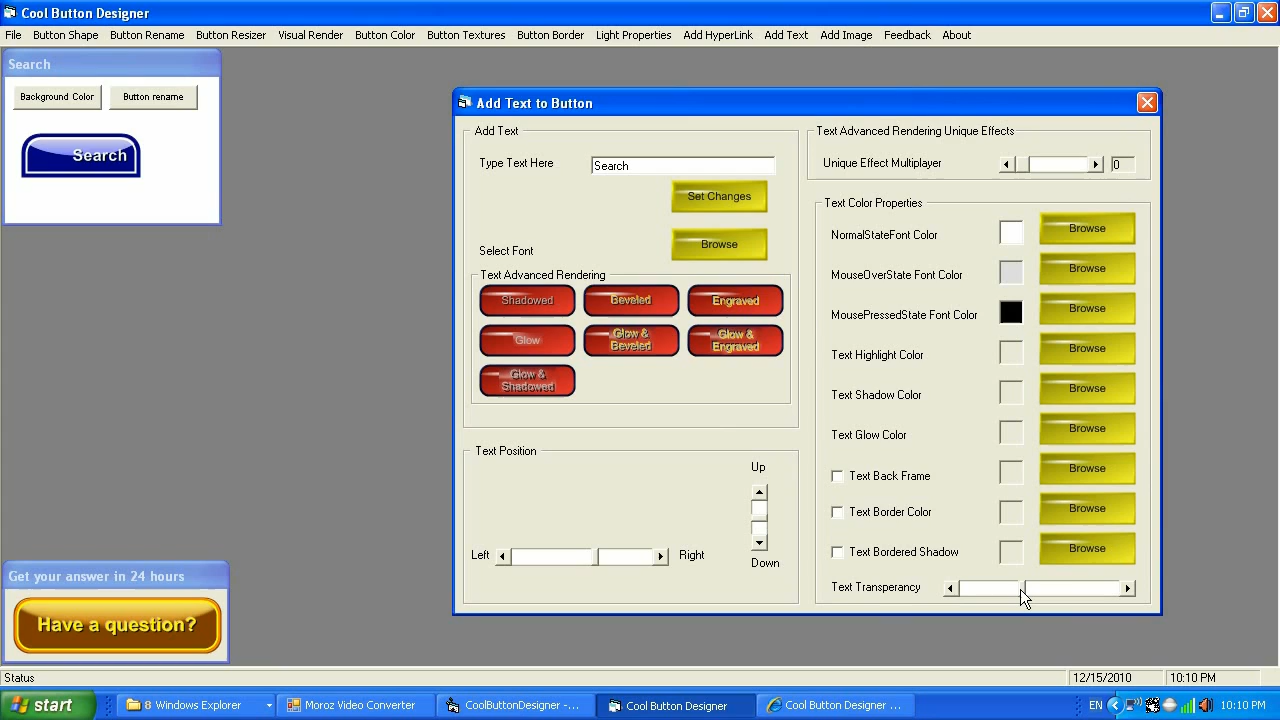 Cool Button Designer
File Button Shape Button Rename Button Resizer Visual Render Button Color Button Textures Button Bordar Light Properties Add HyperLink Add Text Add Image Feedback About
Search
Background Color Button rename
Search
Add Text to Button
Add Text
Type Text Here Search
Set Changes
Select Font Browse
Text Advanced Rendering
Shadowed Beveled Engraved
Glow Glow & Beveled Glow & Engraved
Glow & Shadowed
Text Position
Up
Left Right
Down
Text Advanced Rendering Unique Effects
Unique Effect Multiplayer 0
Text Color Properties
NormalStateFont Color Browse
MouseOverState Font Color Browse
MousePressedState Font Color Browse
Text Highlight Color Browse
Text Shadow Color Browse
Text Glow Color Browse
Text Back Frame Browse
Text Border Color Browse
Text Bordered Shadow Browse
Text Transperancy
Get your answer in 24 hours
Have a question?
Status 12/15/2010 10:10 PM
start 8 Windows Explorer Moroz Video Converter CoolButtonDesigner -... Cool Button Designer Cool Button Designer ... EN 10:10 PM